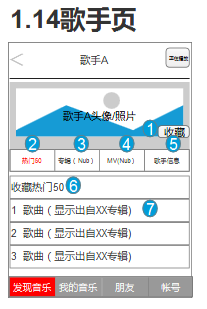 1.14歌手页
歌手A
正在播放
歌手A头像/照片
1 收藏
2 3 4 5
热门50 专辑（Nub） MV(Nub) 歌手信息
收藏热门50 6
1 歌曲（显示出自XX专辑) 7
2 歌曲（显示出自XX专辑)
3 歌曲（显示出自XX专辑)
发现音乐 我的音乐 朋友 帐号